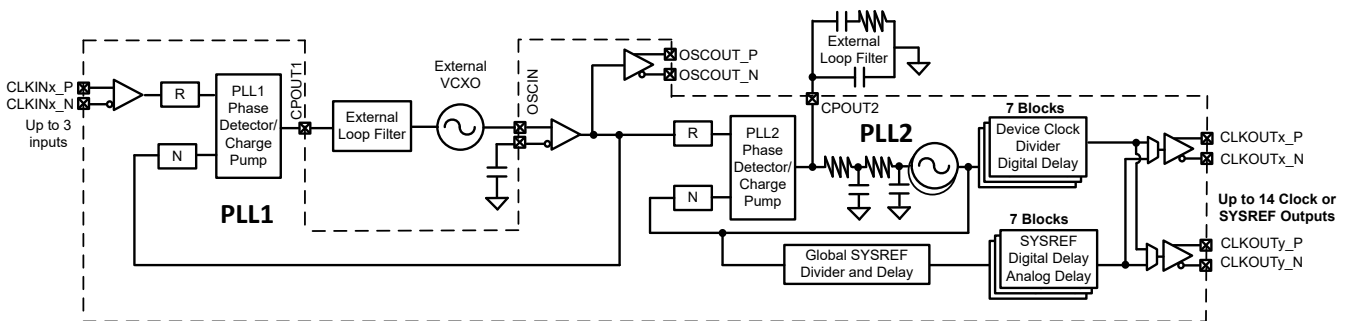 CLKINx_P
CLKINx_N
Up to 3
inputs
R
N
PLL1
Phase
Detector/
Charge
Pump
PLL1
CPOUT1
External
Loop Filter
External
VCXO
OSCIN
OSCOUT_P
OSCOUT_N
External
Loop Filter
CPOUT2
R
N
PLL2
Phase
Detector/
Charge
Pump
PLL2
7 Blocks
Device Clock
Divider
Digital Delay
Global SYSREF
Divider and Delay
7 Blocks
SYSREF
Digital Delay
Analog Delay
CLKOUTx_P
CLKOUTx_N
Up to 14 Clock or
SYSREF Outputs
CLKOUTy_P
CLKOUTy_N